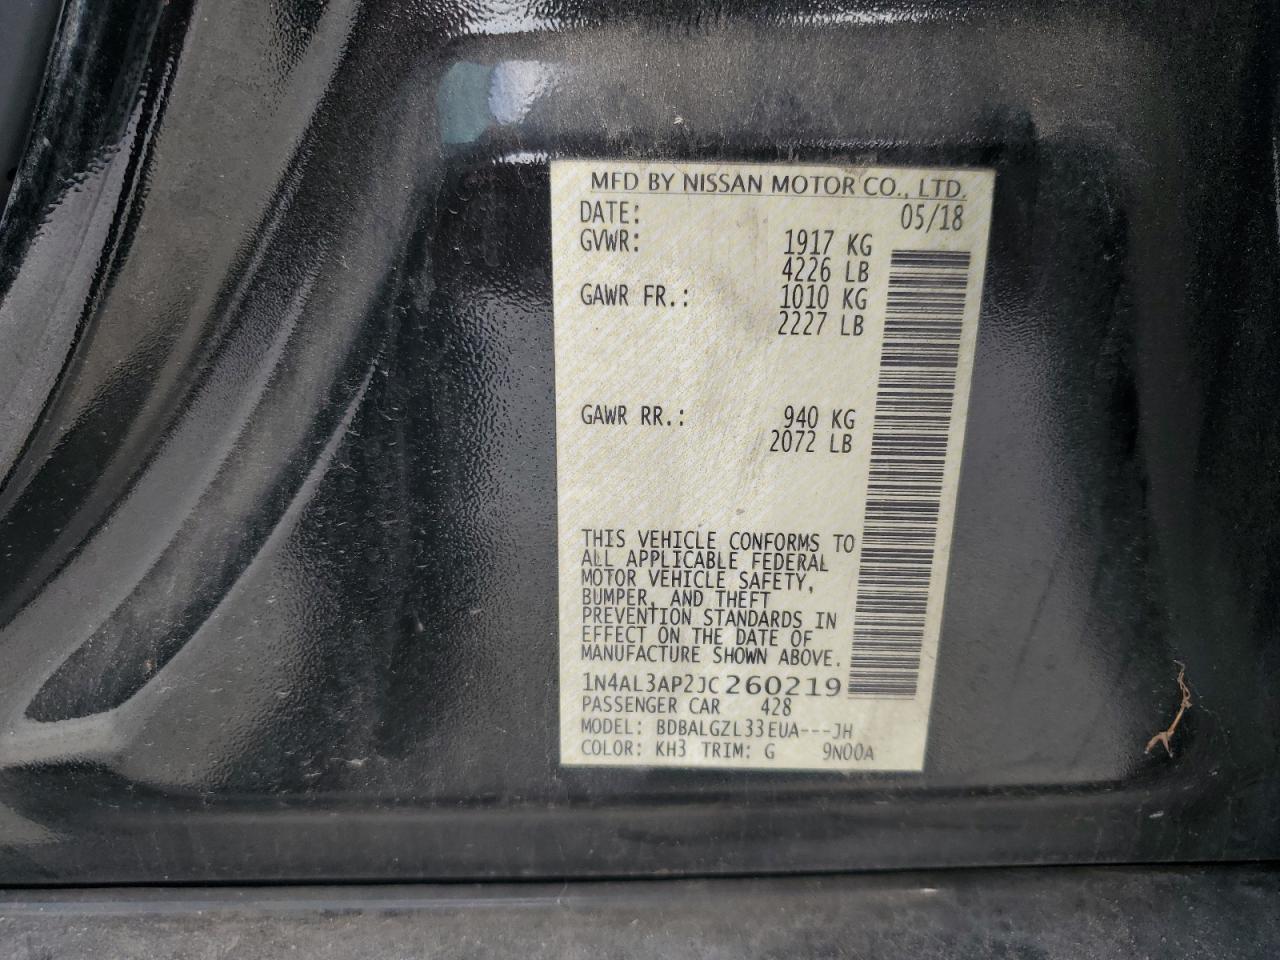 MFD BY NISSAN MOTOR CO., LTD.
DATE: 05/18
GVWR: 1917 KG
4226 LB
GAWR FR.: 1010 KG
2227 LB
GAWR RR.: 940 KG
2072 LB
THIS VEHICLE CONFORMS TO
ALL APPLICABLE FEDERAL
MOTOR VEHICLE SAFETY,
BUMPER, AND THEFT
PREVENTION STANDARDS IN
EFFECT ON THE DATE OF
MANUFACTURE SHOWN ABOVE.
1N4AL3AP2JC260219
PASSENGER CAR 428
MODEL: BDBALGZL33EUA---JH
COLOR: KH3 TRIM: G 9N00A